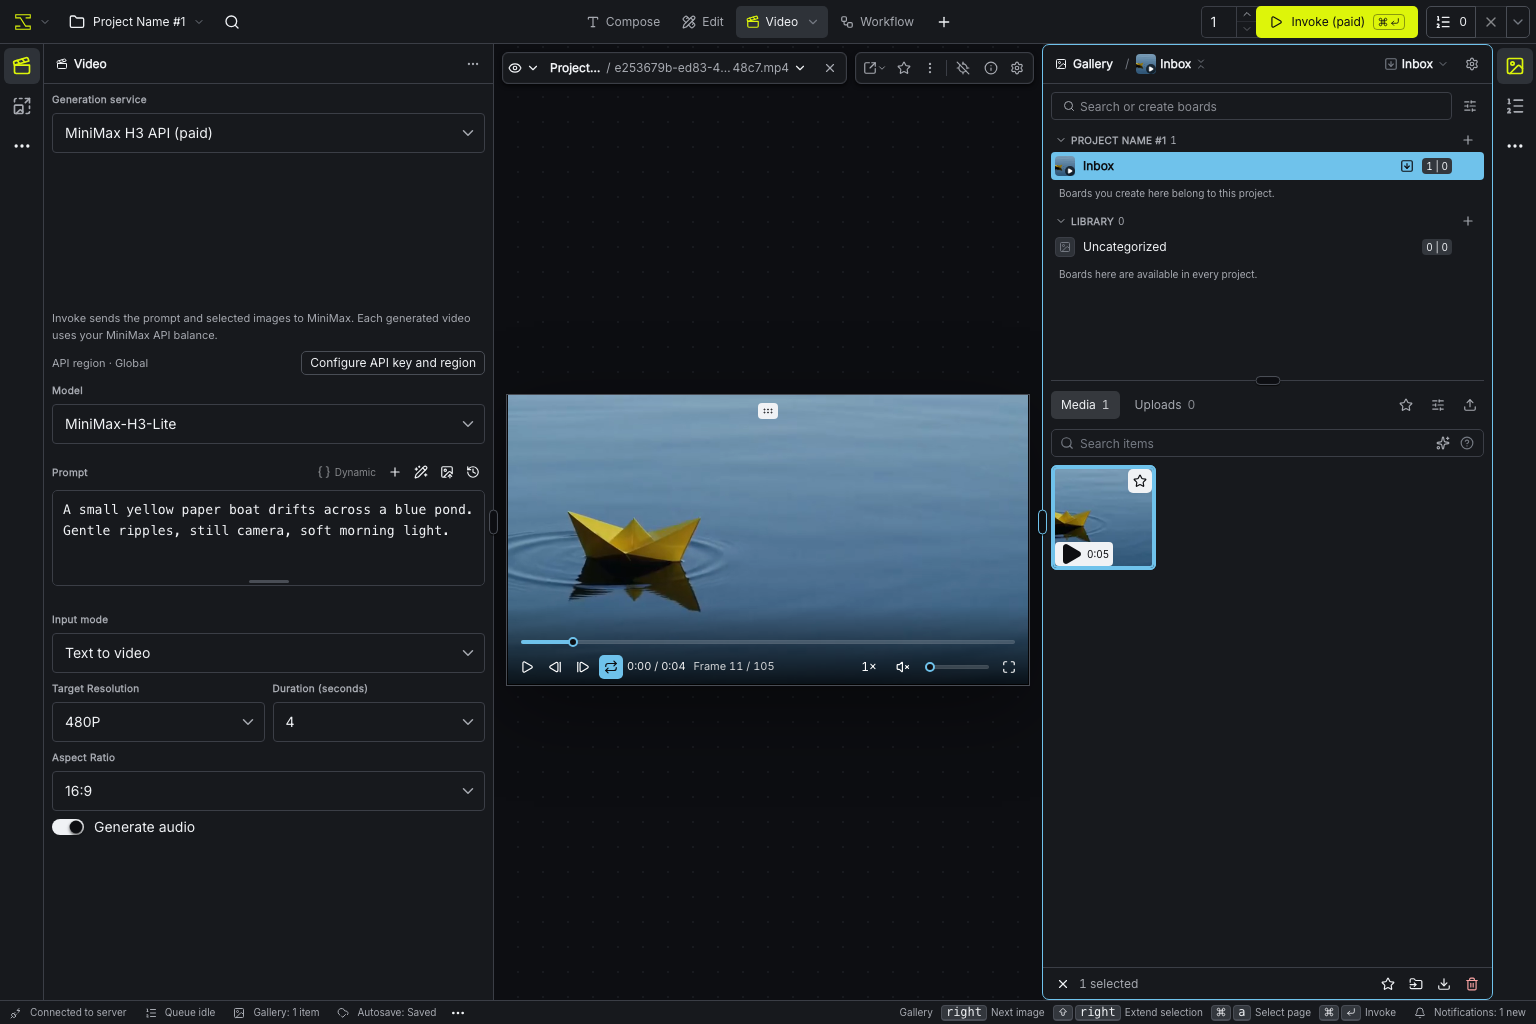 Project Name #1
Compose
Edit
Video
Workflow
1
Invoke (paid)
0
Video
Generation service
MiniMax H3 API (paid)
Invoke sends the prompt and selected images to MiniMax. Each generated video
uses your MiniMax API balance.
API region · Global
Configure API key and region
Model
MiniMax-H3-Lite
Prompt
{ } Dynamic
A small yellow paper boat drifts across a blue pond.
Gentle ripples, still camera, soft morning light.
Input mode
Text to video
Target Resolution
Duration (seconds)
480P
4
Aspect Ratio
16:9
Generate audio
Project... / e253679b-ed83-4... 48c7.mp4
0:00 / 0:04 Frame 11 / 105
1×
Gallery / Inbox
Inbox
Search or create boards
PROJECT NAME #1 1
Inbox
1 | 0
Boards you create here belong to this project.
LIBRARY 0
Uncategorized
0 | 0
Boards here are available in every project.
Media 1
Uploads 0
Search items
0:05
1 selected
Connected to server
Queue idle
Gallery: 1 item
Autosave: Saved
Gallery
right Next image
⇧ right Extend selection
⌘ a Select page
⌘ ↵ Invoke
Notifications: 1 new